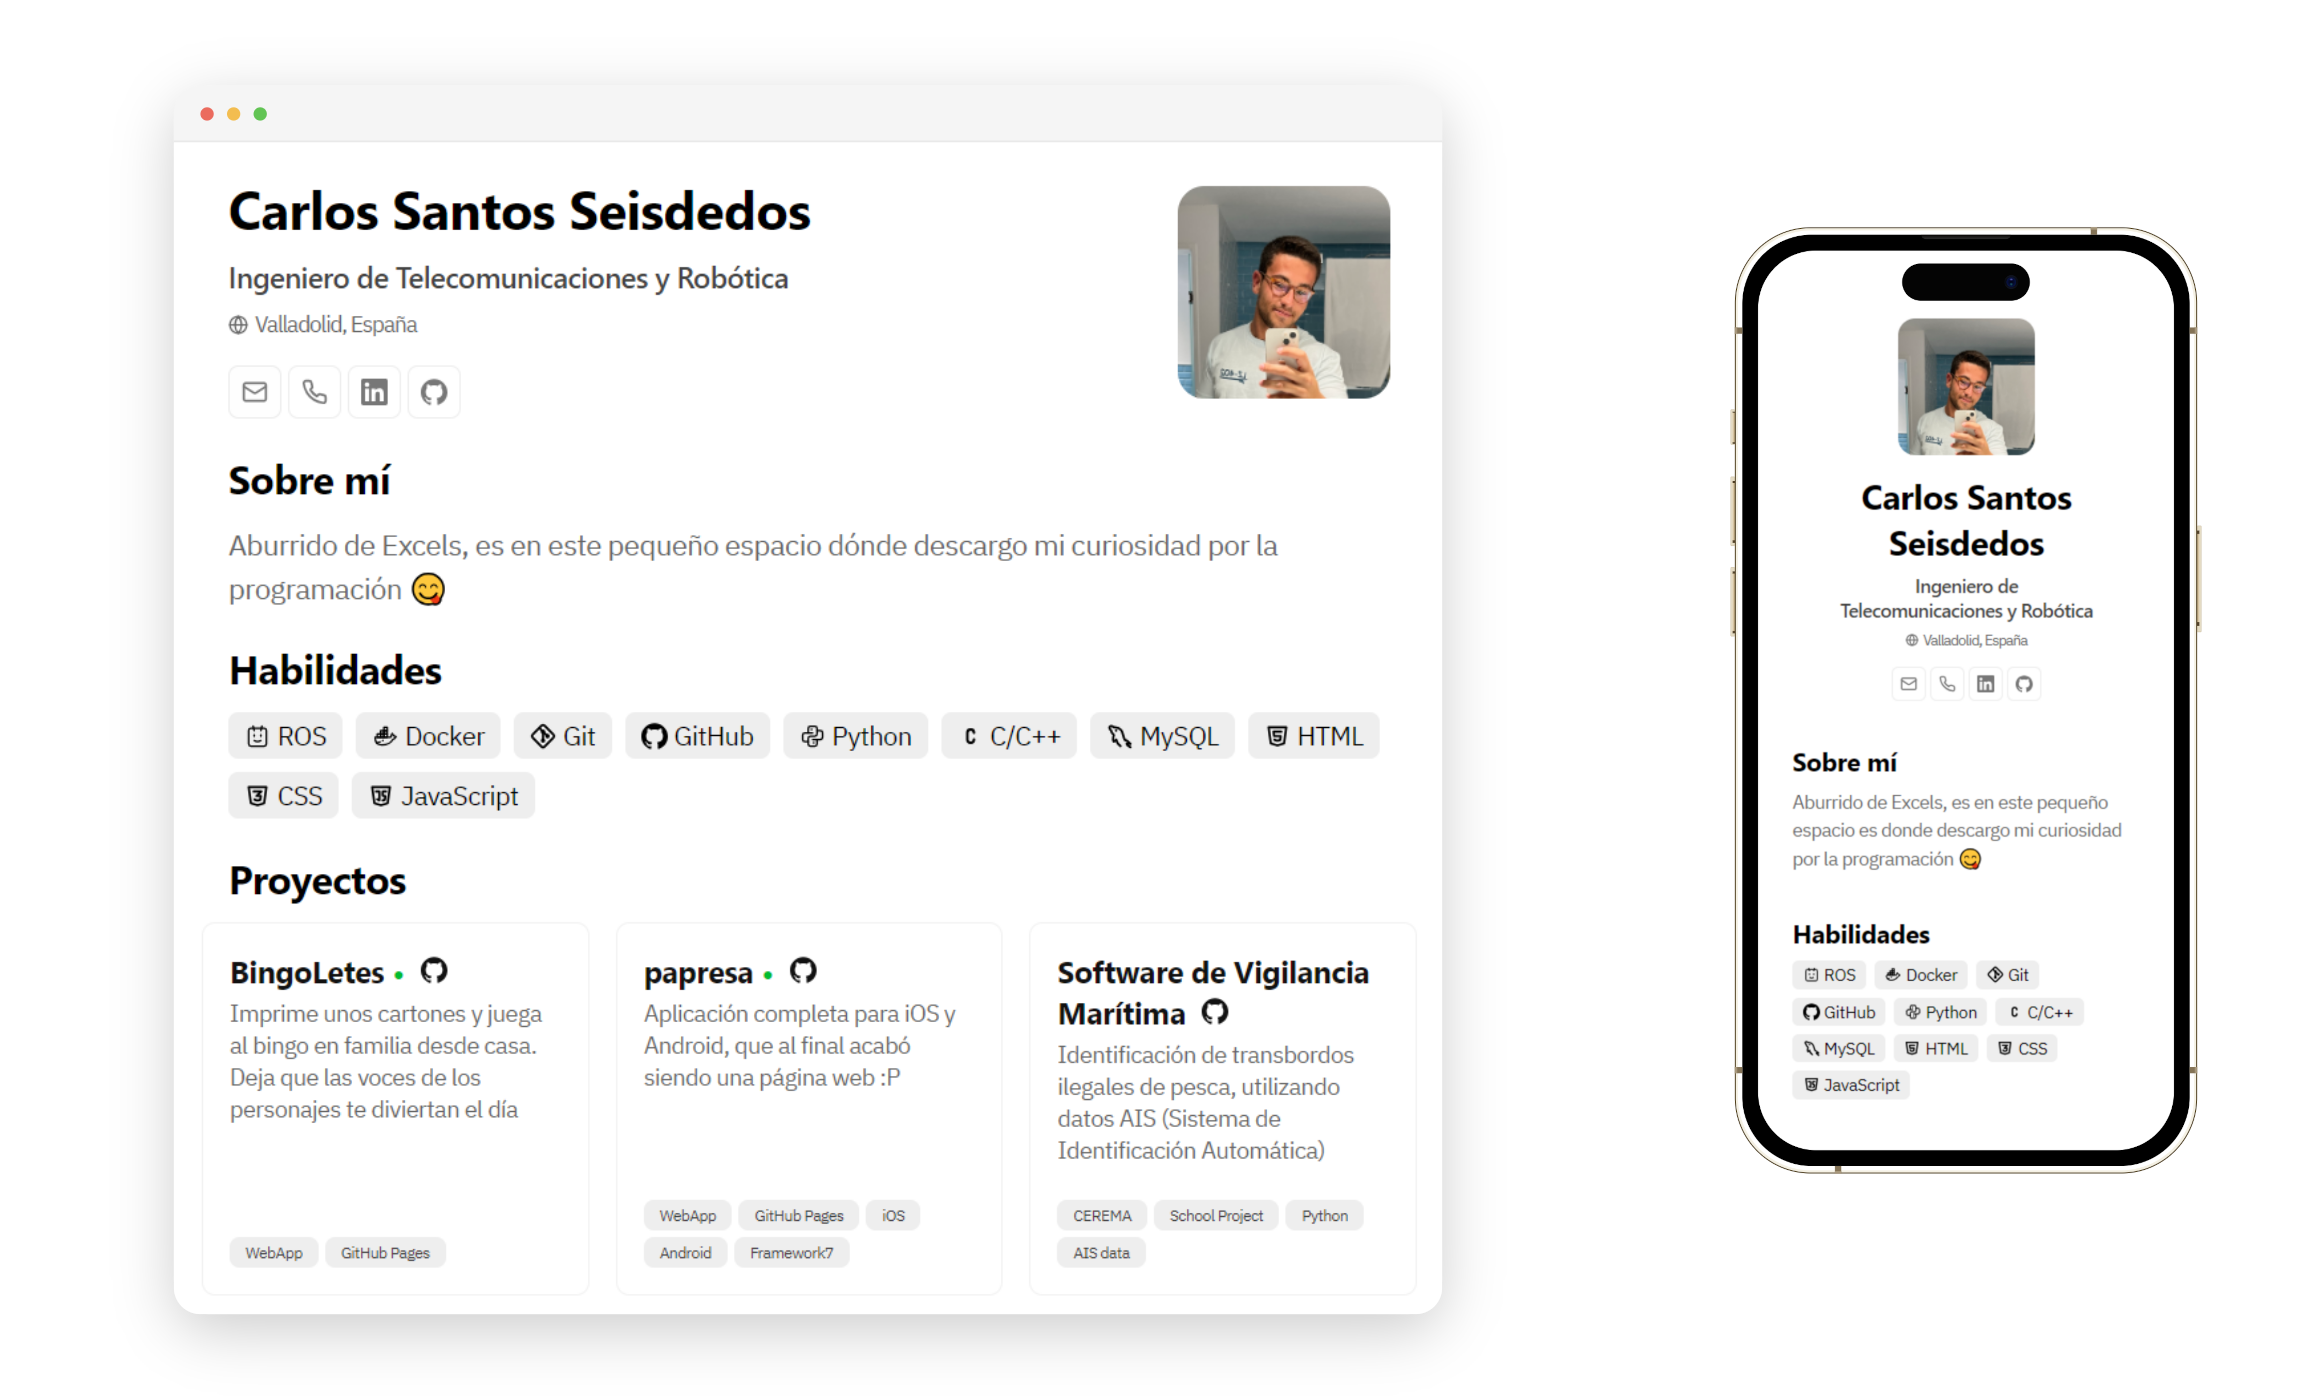 Carlos Santos Seisdedos
Ingeniero de Telecomunicaciones y Robótica
Valladolid, España
Sobre mí
Aburrido de Excels, es en este pequeño espacio dónde descargo mi curiosidad por la
programación 😋
Habilidades
ROS Docker Git GitHub Python C/C++ MySQL HTML
CSS JavaScript
Proyectos
BingoLetes
Imprime unos cartones y juega
al bingo en familia desde casa.
Deja que las voces de los
personajes te diviertan el día
WebApp GitHub Pages
papresa
Aplicación completa para iOS y
Android, que al final acabó
siendo una página web :P
WebApp GitHub Pages iOS
Android Framework7
Software de Vigilancia
Marítima
Identificación de transbordos
ilegales de pesca, utilizando
datos AIS (Sistema de
Identificación Automática)
CEREMA School Project Python
AIS data
Carlos Santos
Seisdedos
Ingeniero de
Telecomunicaciones y Robótica
Valladolid, España
Sobre mí
Aburrido de Excels, es en este pequeño
espacio es donde descargo mi curiosidad
por la programación 😋
Habilidades
ROS Docker Git
GitHub Python C/C++
MySQL HTML CSS
JavaScript